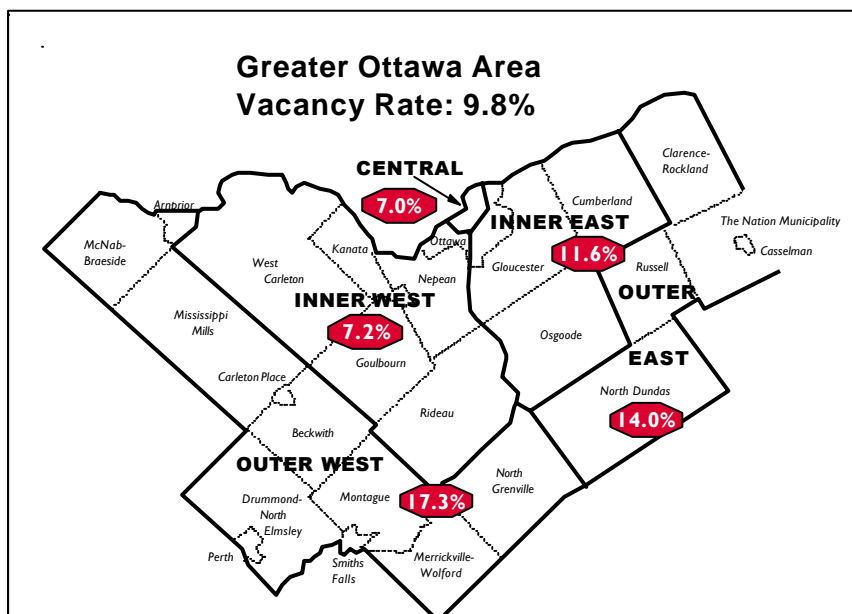 Greater Ottawa Area
Vacancy Rate: 9.8%
CENTRAL
7.0%
Clarence-
Rockland
Arnprior
Cumberland
McNab-
Braeside
Kanata
Ottawa
INNER EAST
The Nation Municipality
West
Carleton
Nepean
Gloucester
11.6%
Russell
Casselman
INNER WEST
OUTER
Mississippi
Mills
7.2%
Osgoode
Goulbourn
EAST
Carleton Place
North Dundas
Rideau
14.0%
Beckwith
OUTER WEST
North
Grenville
Drummond-
North
Elmsley
Montague
17.3%
Perth
Smiths
Falls
Merrickville-
Wolford